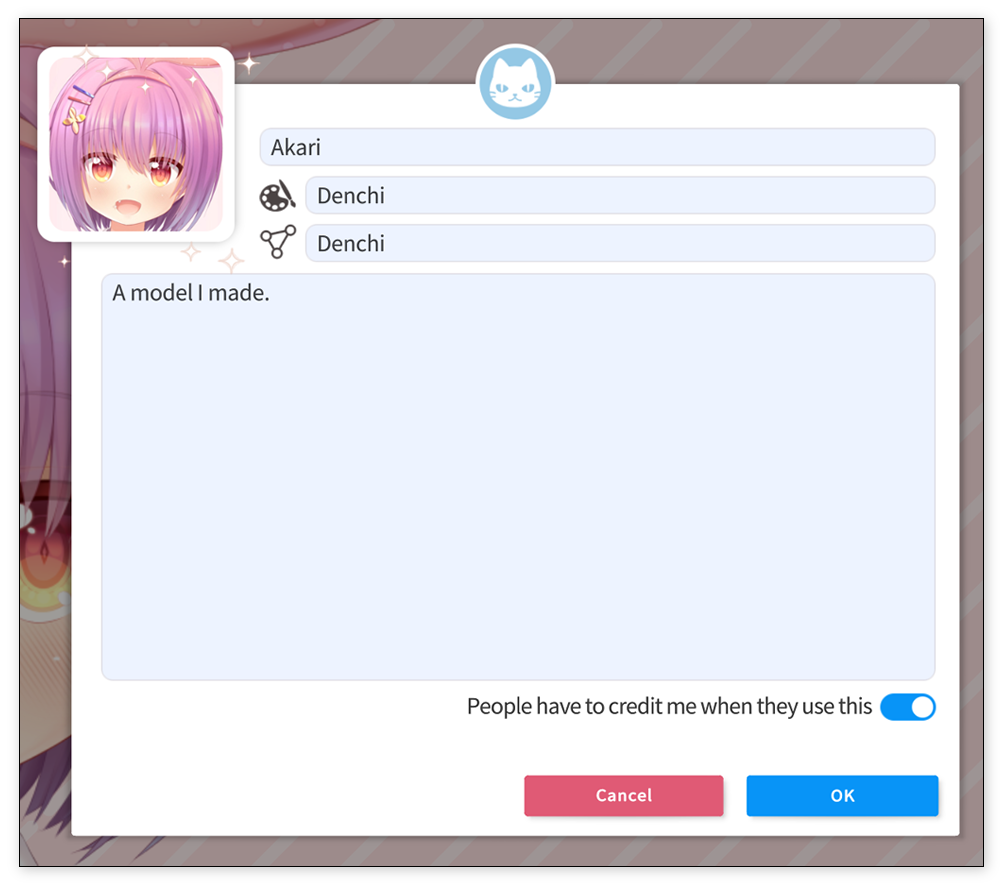 Akari
Denchi
Denchi
A model I made.
People have to credit me when they use this
Cancel
OK